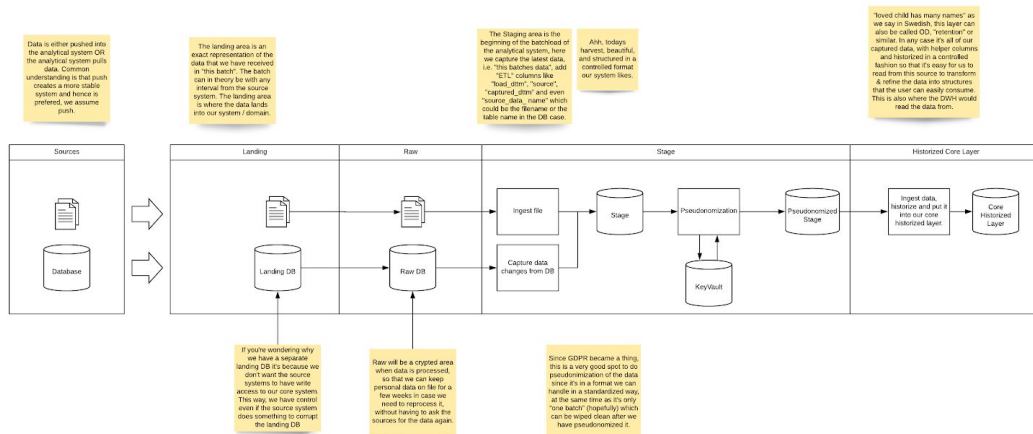 Data is either pushed
into the
analytical system OR
the analytical system
pulls
data. Common
understanding is that push
creates a more stable
system and hence is
prefered, we assume
push.
The landing area is an
exact representation of the
data that we have received
in "this batch". The batch
can in theory be with any
interval from the source
system. The landing area
is where the data lands
into our system / domain.
The Staging area is the
beginning of the batchload
of the analytical system, here
we capture the latest data,
i.e. "this batches data", add
"ETL" columns like
"load_dttm", "source",
"captured_dttm" and even
"source_data_ name" which
could be the filename or the
table name in the DB case.
Ahh, todays
harvest, beautiful,
and structured in
a controlled format
our system likes.
"loved child has many names" as
we say in Swedish, this layer can
also be called OD, "retention" or
similar. In any case it's all of our
captured data, with helper columns
and historized in a controlled
fashion so that it's easy for us to
read from this source to transform
& refine the data into structures
that the user can easily consume.
This is also where the DWH would
read the data from.
Sources
Landing
Raw
Stage
Historized Core Layer
Ingest file
Stage
Pseudonomization
Pseudonomized
Stage
Ingest data,
historize and put it
into our core
historized layer.
Core
Historized
Layer
Database
Landing DB
Raw DB
Capture data
changes from DB
KeyVault
If you're wondering why
we have a separate
landing DB it's because we
don't want the source
systems to have write
access to our core system.
This way, we have control
even if the source system
does something to corrupt
the landing DB
Raw will be a crypted area
when data is processed,
so that we can keep
personal data on file for a
few weeks in case we
need to reprocess it,
without having to ask the
sources for the data again.
Since GDPR became a thing,
this is a very good spot to do
pseudonimization of the data
since it's in a format we can
handle in a standardized way,
at the same time as it's only
"one batch" (hopefully) which
can be wiped clean after we
have pseudonomized it.